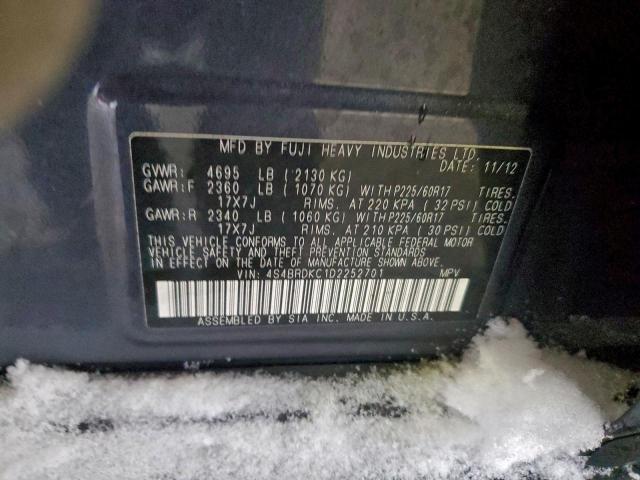 MFD BY FUJI HEAVY INDUSTRIES LTD.
DATE: 11/12
GVWR: 4695 LB (2130 KG)
GAWR:F 2360 LB (1070 KG) WITH P225/60R17 TIRES.
17X7J RIMS. AT 220 KPA (32 PSI) COLD
GAWR:R 2340 LB (1060 KG) WITH P225/60R17 TIRES.
17X7J RIMS. AT 210 KPA (30 PSI) COLD
THIS VEHICLE CONFORMS TO ALL APPLICABLE FEDERAL MOTOR
VEHICLE SAFETY AND THEFT PREVENTION STANDARDS
IN EFFECT ON THE DATE OF MANUFACTURE SHOWN ABOVE.
VIN: 4S4BRDKC1D2252701 MPV
ASSEMBLED BY SIA INC. MADE IN U.S.A.